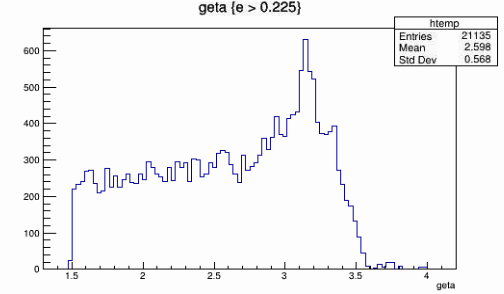 geta {e > 0.225}
htemp
Entries 21135
Mean 2.598
Std Dev 0.568
600
500
400
300
200
100
0
1.5 2 2.5 3 3.5 4
geta